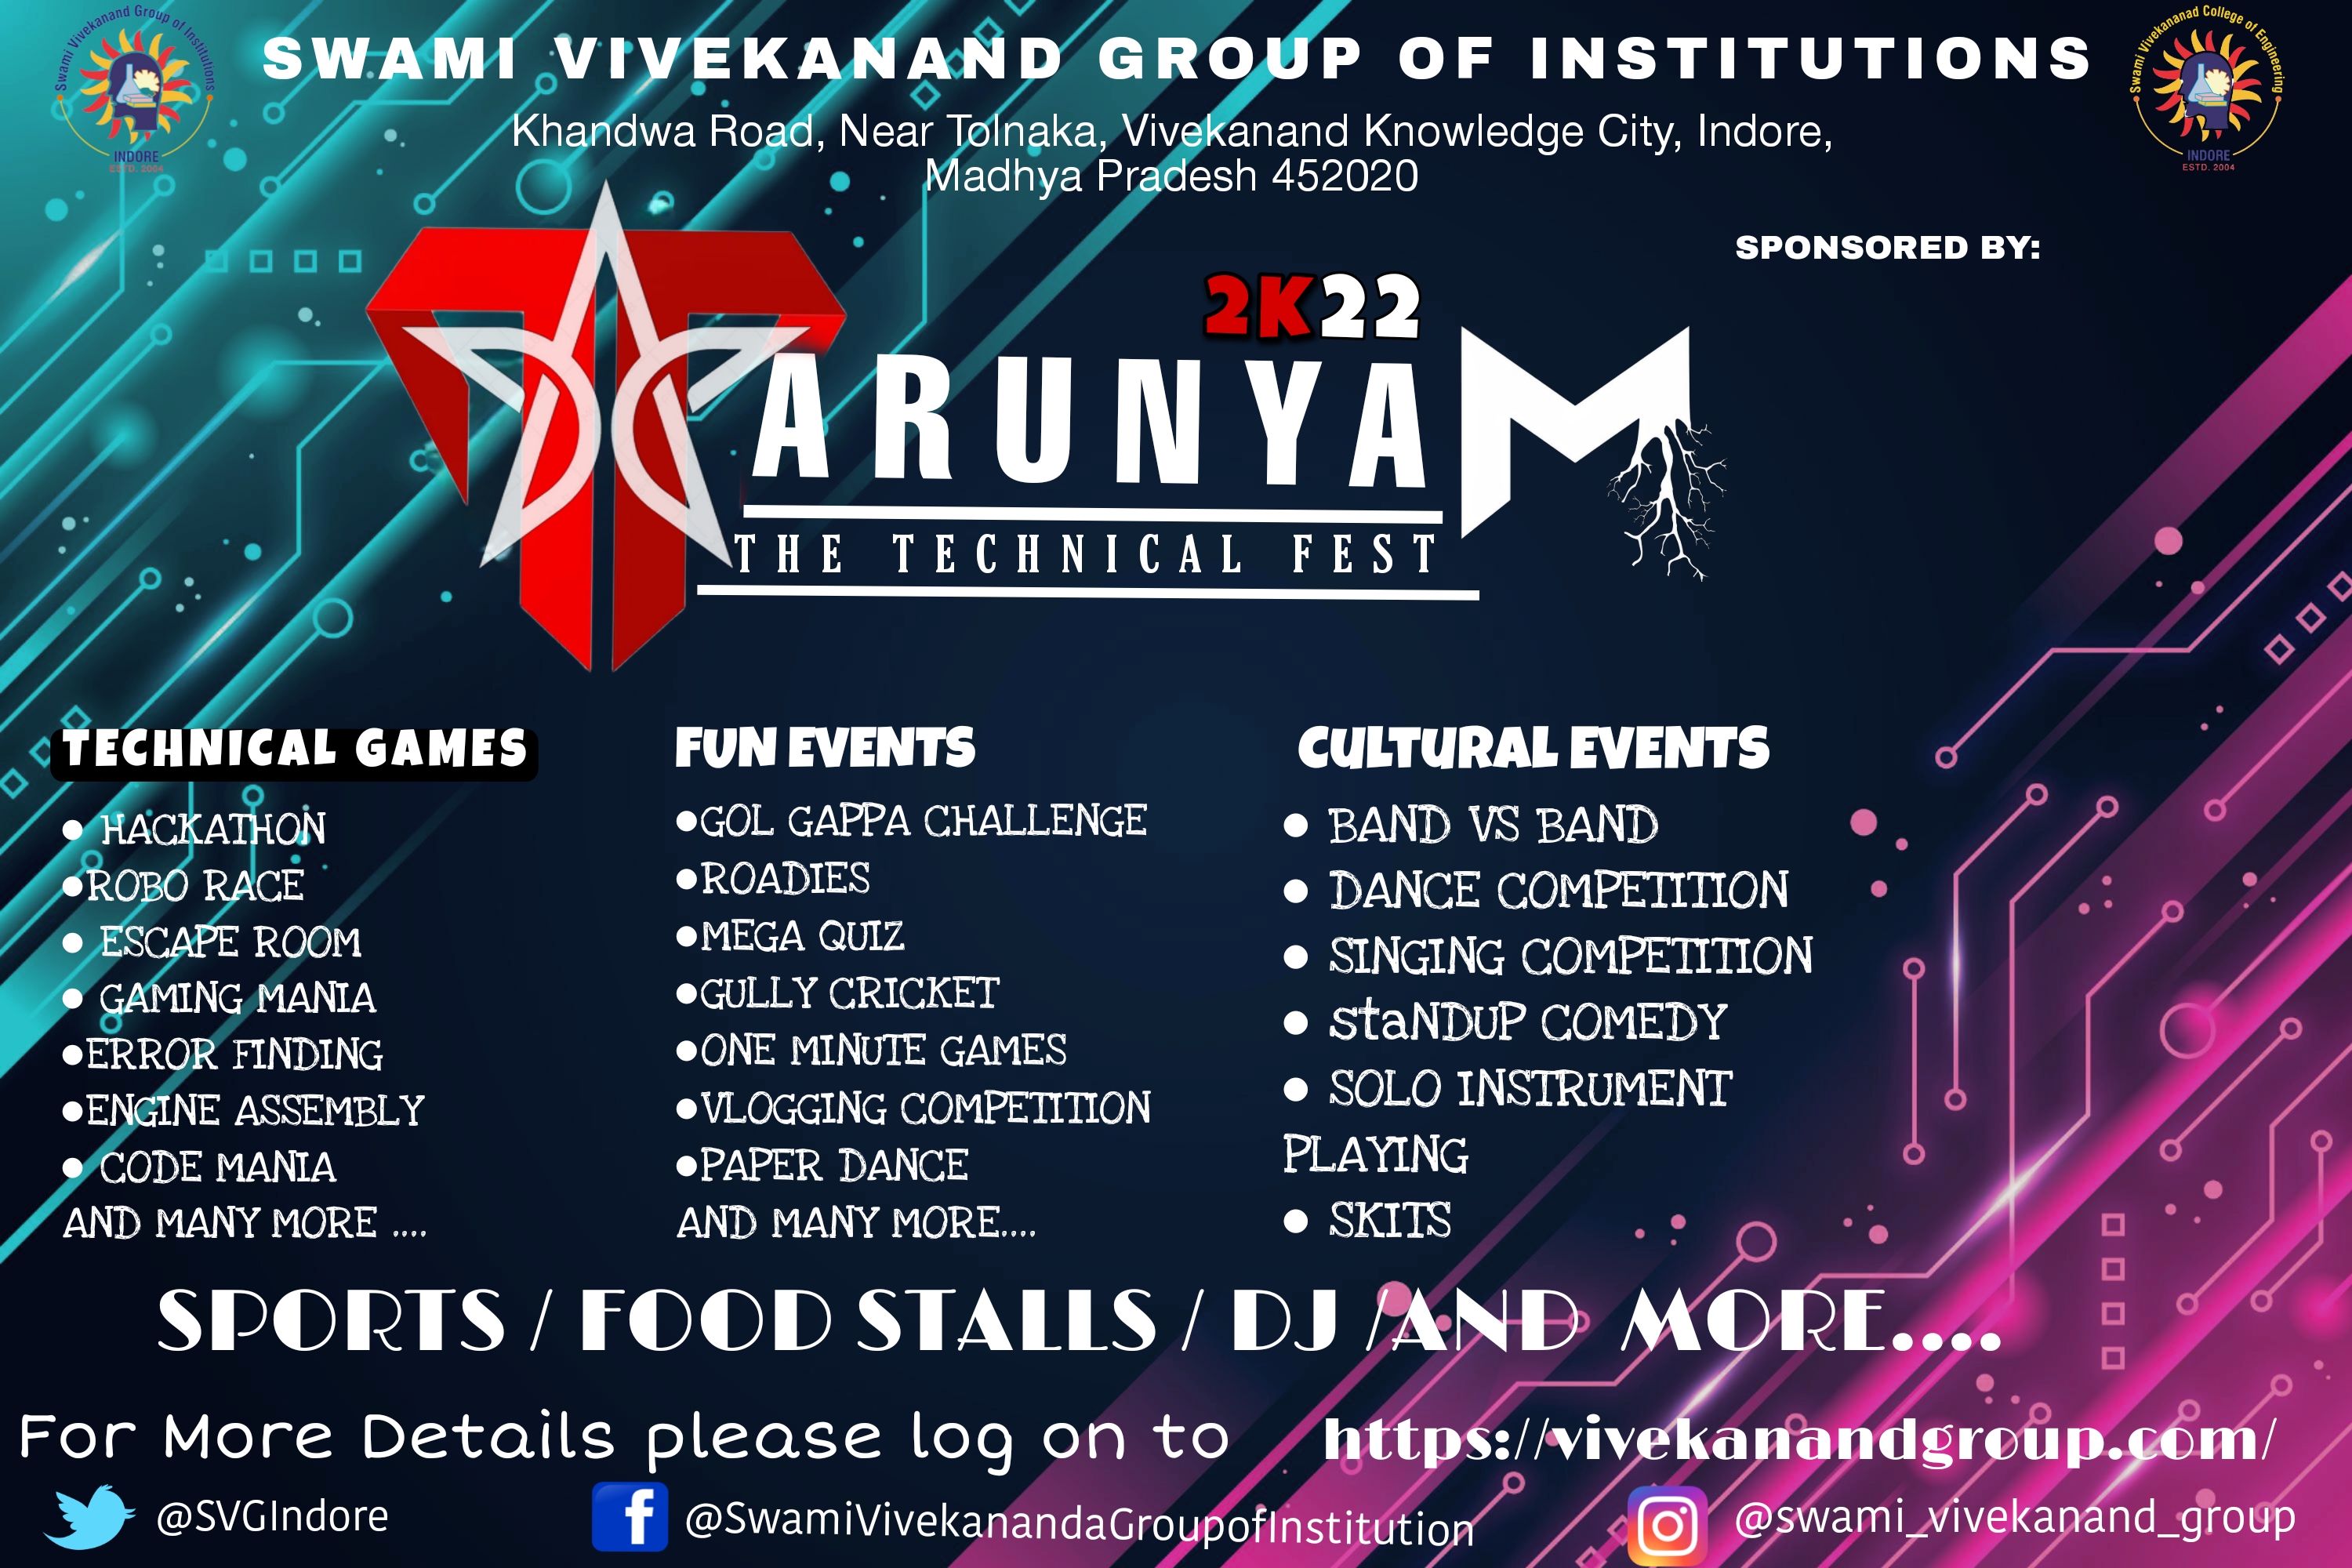 Swami Vivekanand Group of Institutions
INDORE
ESTD. 2004
SWAMI VIVEKANAND GROUP OF INSTITUTIONS
Khandwa Road, Near Tolnaka, Vivekanand Knowledge City, Indore,
Madhya Pradesh 452020
Swami Vivekananad College of Engineering
INDORE
ESTD. 2004
SPONSORED BY:
2K22
TARUNYAM
THE TECHNICAL FEST
TECHNICAL GAMES
● HACKATHON
●ROBO RACE
● ESCAPE ROOM
● GAMING MANIA
●ERROR FINDING
●ENGINE ASSEMBLY
● CODE MANIA
AND MANY MORE ....
FUN EVENTS
●GOL GAPPA CHALLENGE
●ROADIES
●MEGA QUIZ
●GULLY CRICKET
●ONE MINUTE GAMES
●VLOGGING COMPETITION
●PAPER DANCE
AND MANY MORE....
CULTURAL EVENTS
● BAND VS BAND
● DANCE COMPETITION
● SINGING COMPETITION
● staNDUP COMEDY
● SOLO INSTRUMENT
PLAYING
● SKITS
SPORTS / FOOD STALLS / DJ /AND MORE....
For More Details please log on to https://vivekanandgroup.com/
@SVGIndore
@SwamiVivekanandaGroupofInstitution
@swami_vivekanand_group